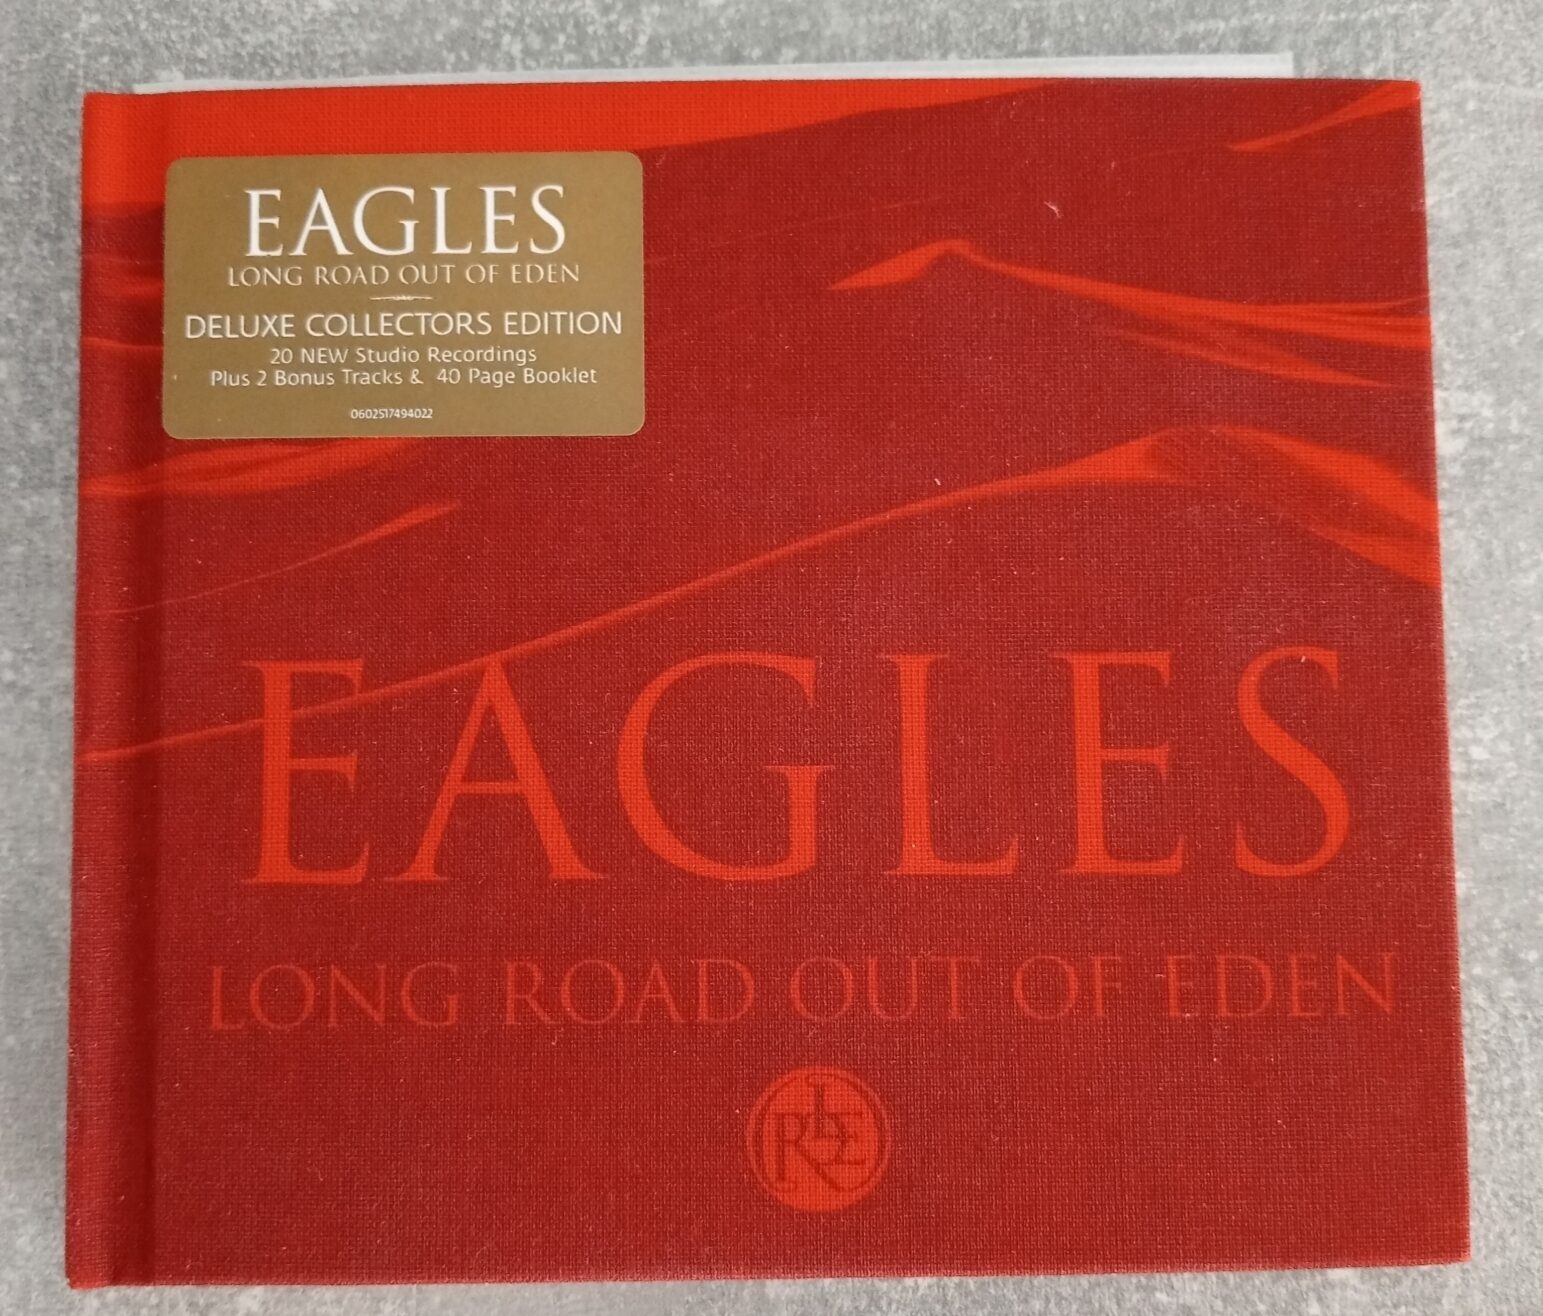 EAGLES
LONG ROAD OUT OF EDEN
DELUXE COLLECTORS EDITION
20 NEW Studio Recordings
Plus 2 Bonus Tracks & 40 Page Booklet
0602517494022
EAGLES
LONG ROAD OUT OF EDEN